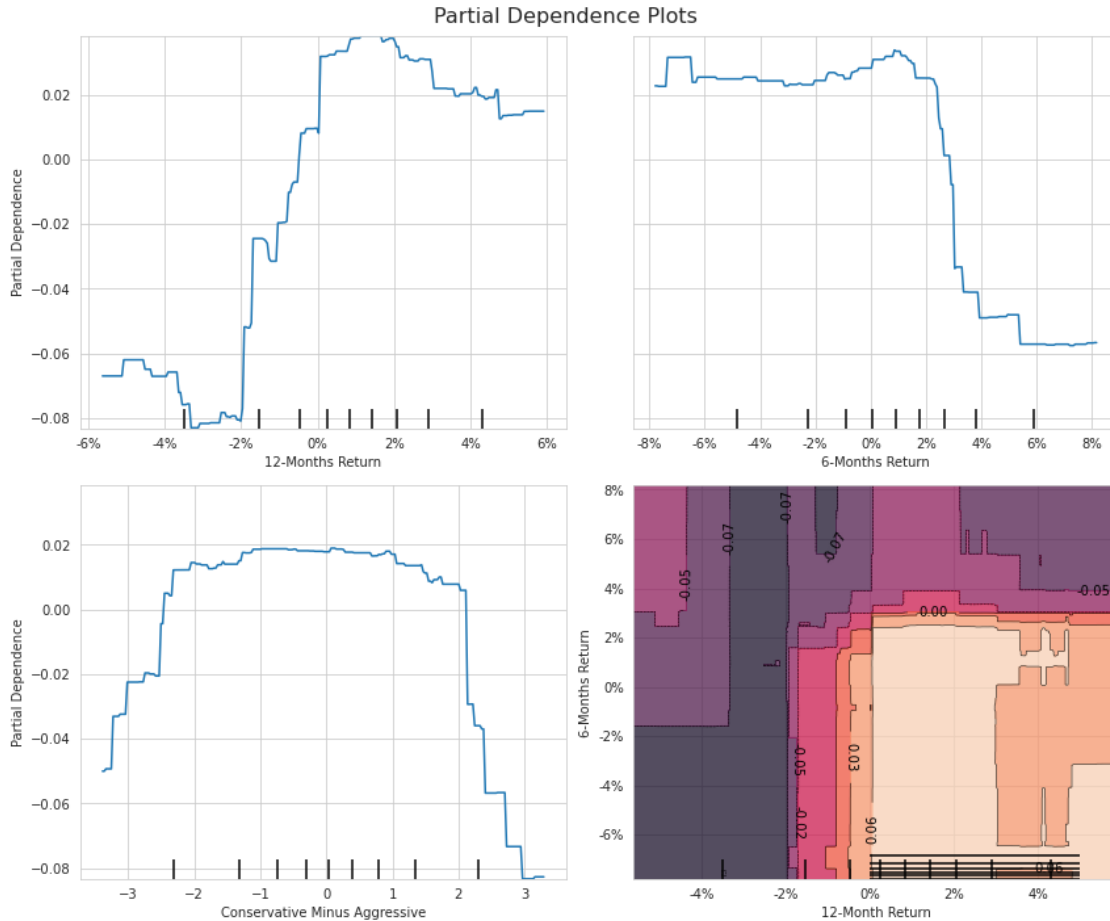 Partial Dependence Plots
Partial Dependence
0.02
0.00
−0.02
−0.04
−0.06
−0.08
−6% −4% −2% 0% 2% 4% 6%
12-Months Return
-8% -6% -4% -2% 0% 2% 4% 6% 8%
6-Months Return
Partial Dependence
0.02
0.00
−0.02
−0.04
−0.06
−0.08
−3 −2 −1 0 1 2 3
Conservative Minus Aggressive
6-Months Return
8%
6%
4%
2%
0%
-2%
-4%
-6%
-0.05
-0.07
-0.07
-0.07
-0.05
0.00
-0.05
-0.02
0.03
0.06
-4% -2% 0% 2% 4%
12-Month Return